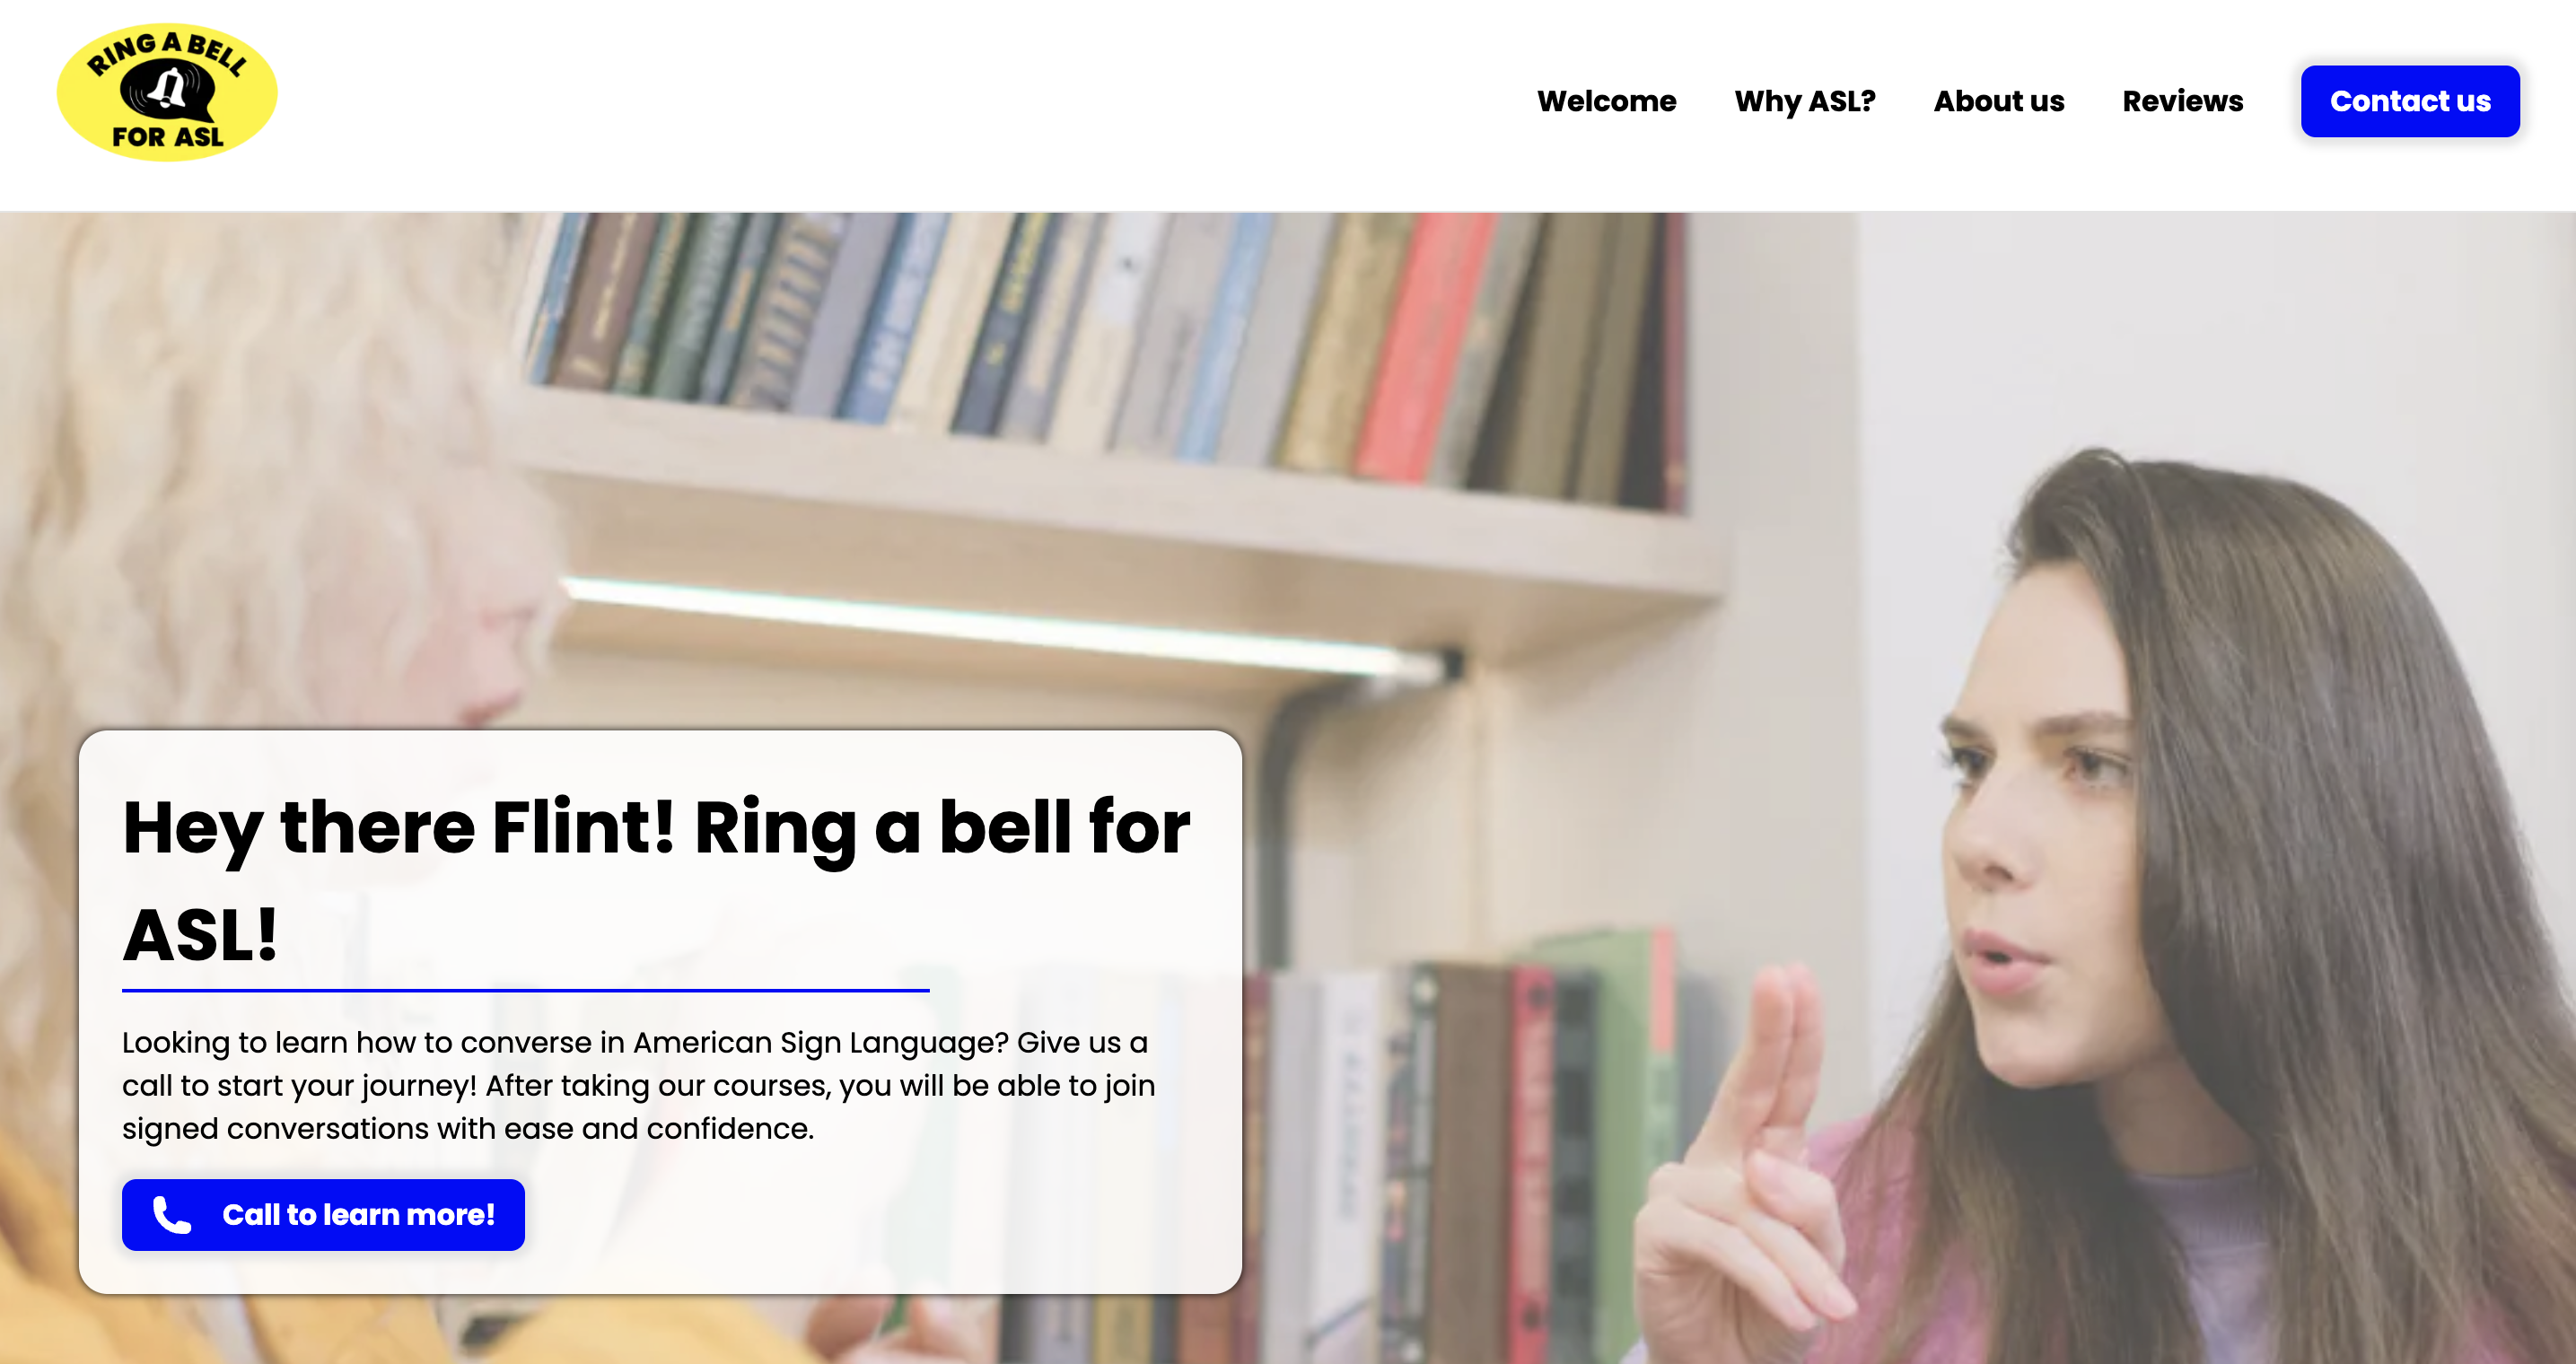 RING A BELL
FOR ASL
Welcome
Why ASL?
About us
Reviews
Contact us
Hey there Flint! Ring a bell for
ASL!
Looking to learn how to converse in American Sign Language? Give us a
call to start your journey! After taking our courses, you will be able to join
signed conversations with ease and confidence.
Call to learn more!